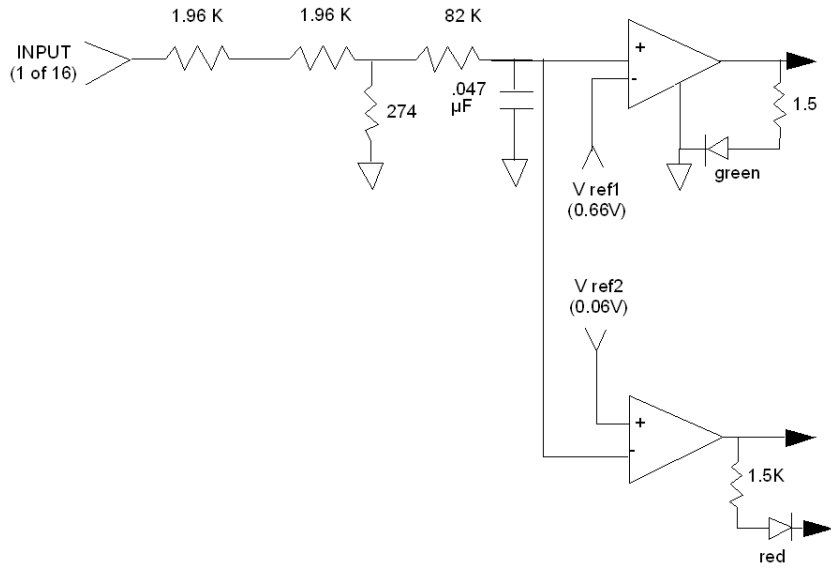 1.96 K
1.96 K
82 K
INPUT
(1 of 16)
.047
µF
274
+
-
1.5
green
V ref1
(0.66V)
V ref2
(0.06V)
+
-
1.5K
red